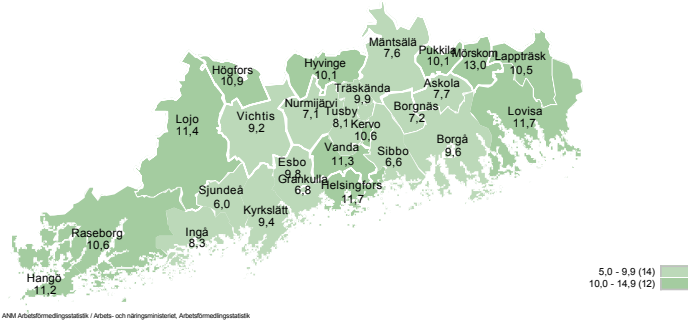 Mäntsälä
7,6
Pukkila
10,1
Mörskom
13,0
Lappträsk
10,5
Högfors
10,9
Hyvinge
10,1
Träskända
9,9
Askola
7,7
Nurmijärvi
7,1
Tusby
8,1
Borgnäs
7,2
Lovisa
11,7
Lojo
11,4
Vichtis
9,2
Kervo
10,6
Borgå
9,6
Vanda
11,3
Sibbo
6,6
Esbo
9,8
Grankulla
6,8
Helsingfors
11,7
Sjundeå
6,0
Kyrkslätt
9,4
Raseborg
10,6
Ingå
8,3
Hangö
11,2
5,0 - 9,9 (14)
10,0 - 14,9 (12)
ANM Arbetsförmedlingsstatistik / Arbets- och näringsministeriet, Arbetsförmedlingsstatistik